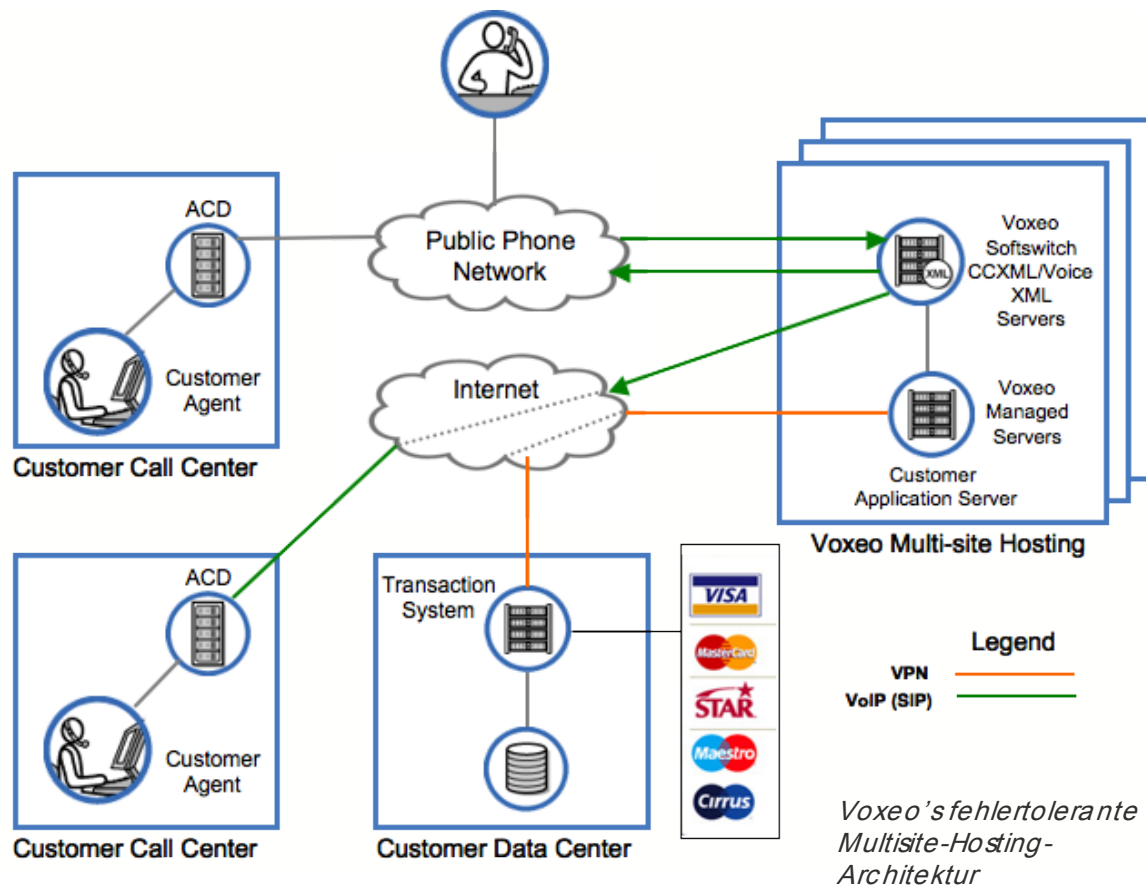 ACD
Customer
Agent
Customer Call Center
Public Phone
Network
Internet
Voxeo
Softswitch
CCXML/Voice
XML
Servers
XML
Voxeo
Managed
Servers
Customer
Application Server
Voxeo Multi-site Hosting
ACD
Customer
Agent
Customer Call Center
Transaction
System
Customer Data Center
VISA
MasterCard
STAR
Maestro
Cirrus
Legend
VPN
VoIP (SIP)
Voxeo's fehlertolerante
Multisite-Hosting-
Architektur